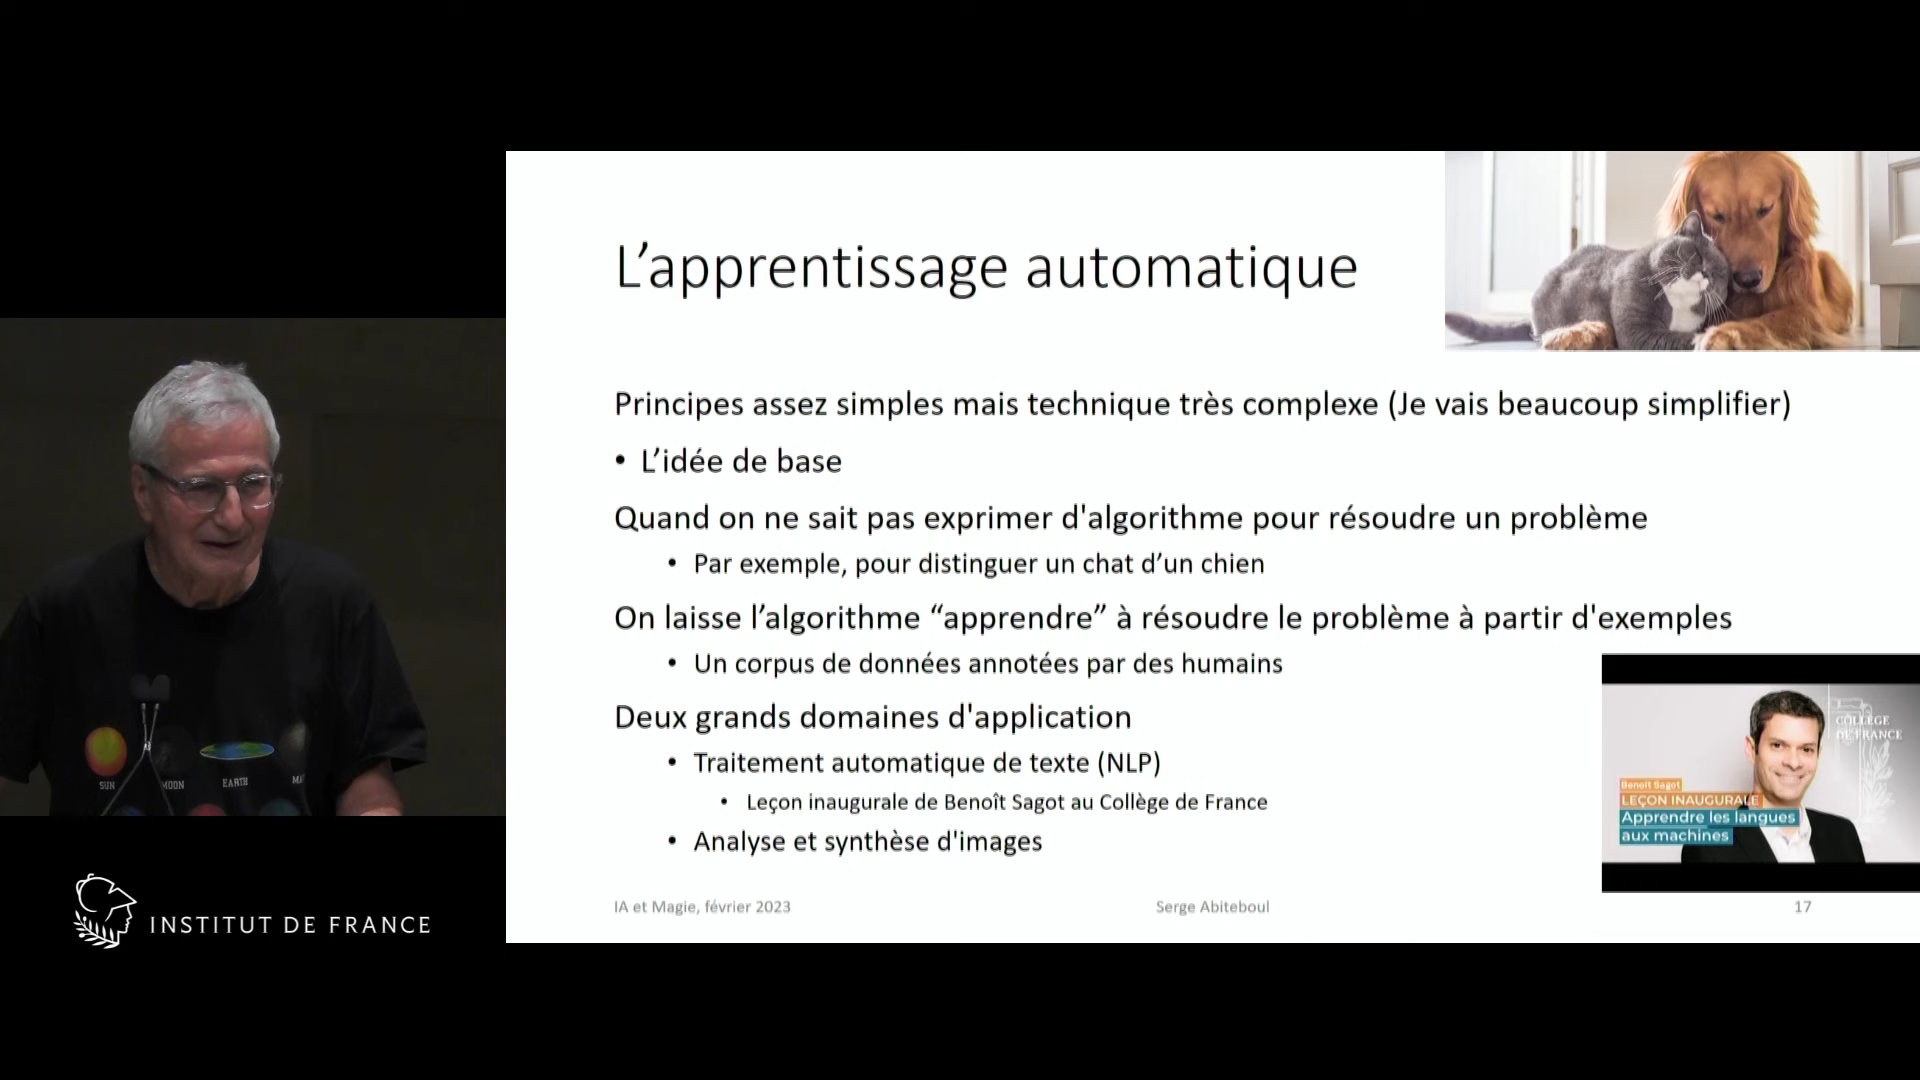 L’apprentissage automatique
Principes assez simples mais technique très complexe (Je vais beaucoup simplifier)
• L’idée de base
Quand on ne sait pas exprimer d'algorithme pour résoudre un problème
• Par exemple, pour distinguer un chat d’un chien
On laisse l’algorithme “apprendre” à résoudre le problème à partir d'exemples
• Un corpus de données annotées par des humains
Deux grands domaines d'application
• Traitement automatique de texte (NLP)
• Leçon inaugurale de Benoît Sagot au Collège de France
• Analyse et synthèse d'images
COLLÈGE
DE FRANCE
Benoît Sagot
LEÇON INAUGURALE
Apprendre les langues
aux machines
IA et Magie, février 2023
Serge Abiteboul
17
SUN
MOON
EARTH
INSTITUT DE FRANCE